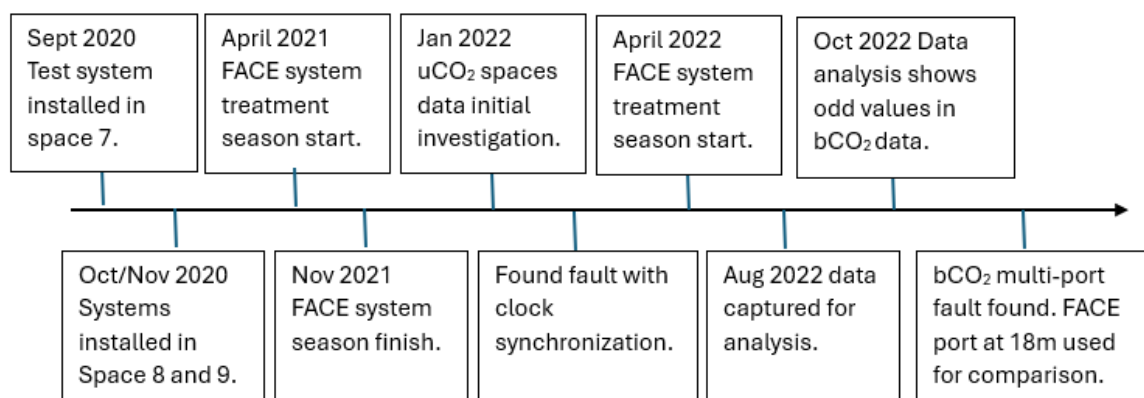 Sept 2020
Test system
installed in
space 7.
April 2021
FACE system
treatment
season start.
Jan 2022
uCO₂ spaces
data initial
investigation.
April 2022
FACE system
treatment
season start.
Oct 2022 Data
analysis shows
odd values in
bCO₂ data.
Oct/Nov 2020
Systems
installed in
Space 8 and 9.
Nov 2021
FACE system
season finish.
Found fault with
clock
synchronization.
Aug 2022 data
captured for
analysis.
bCO₂ multi-port
fault found. FACE
port at 18m used
for comparison.